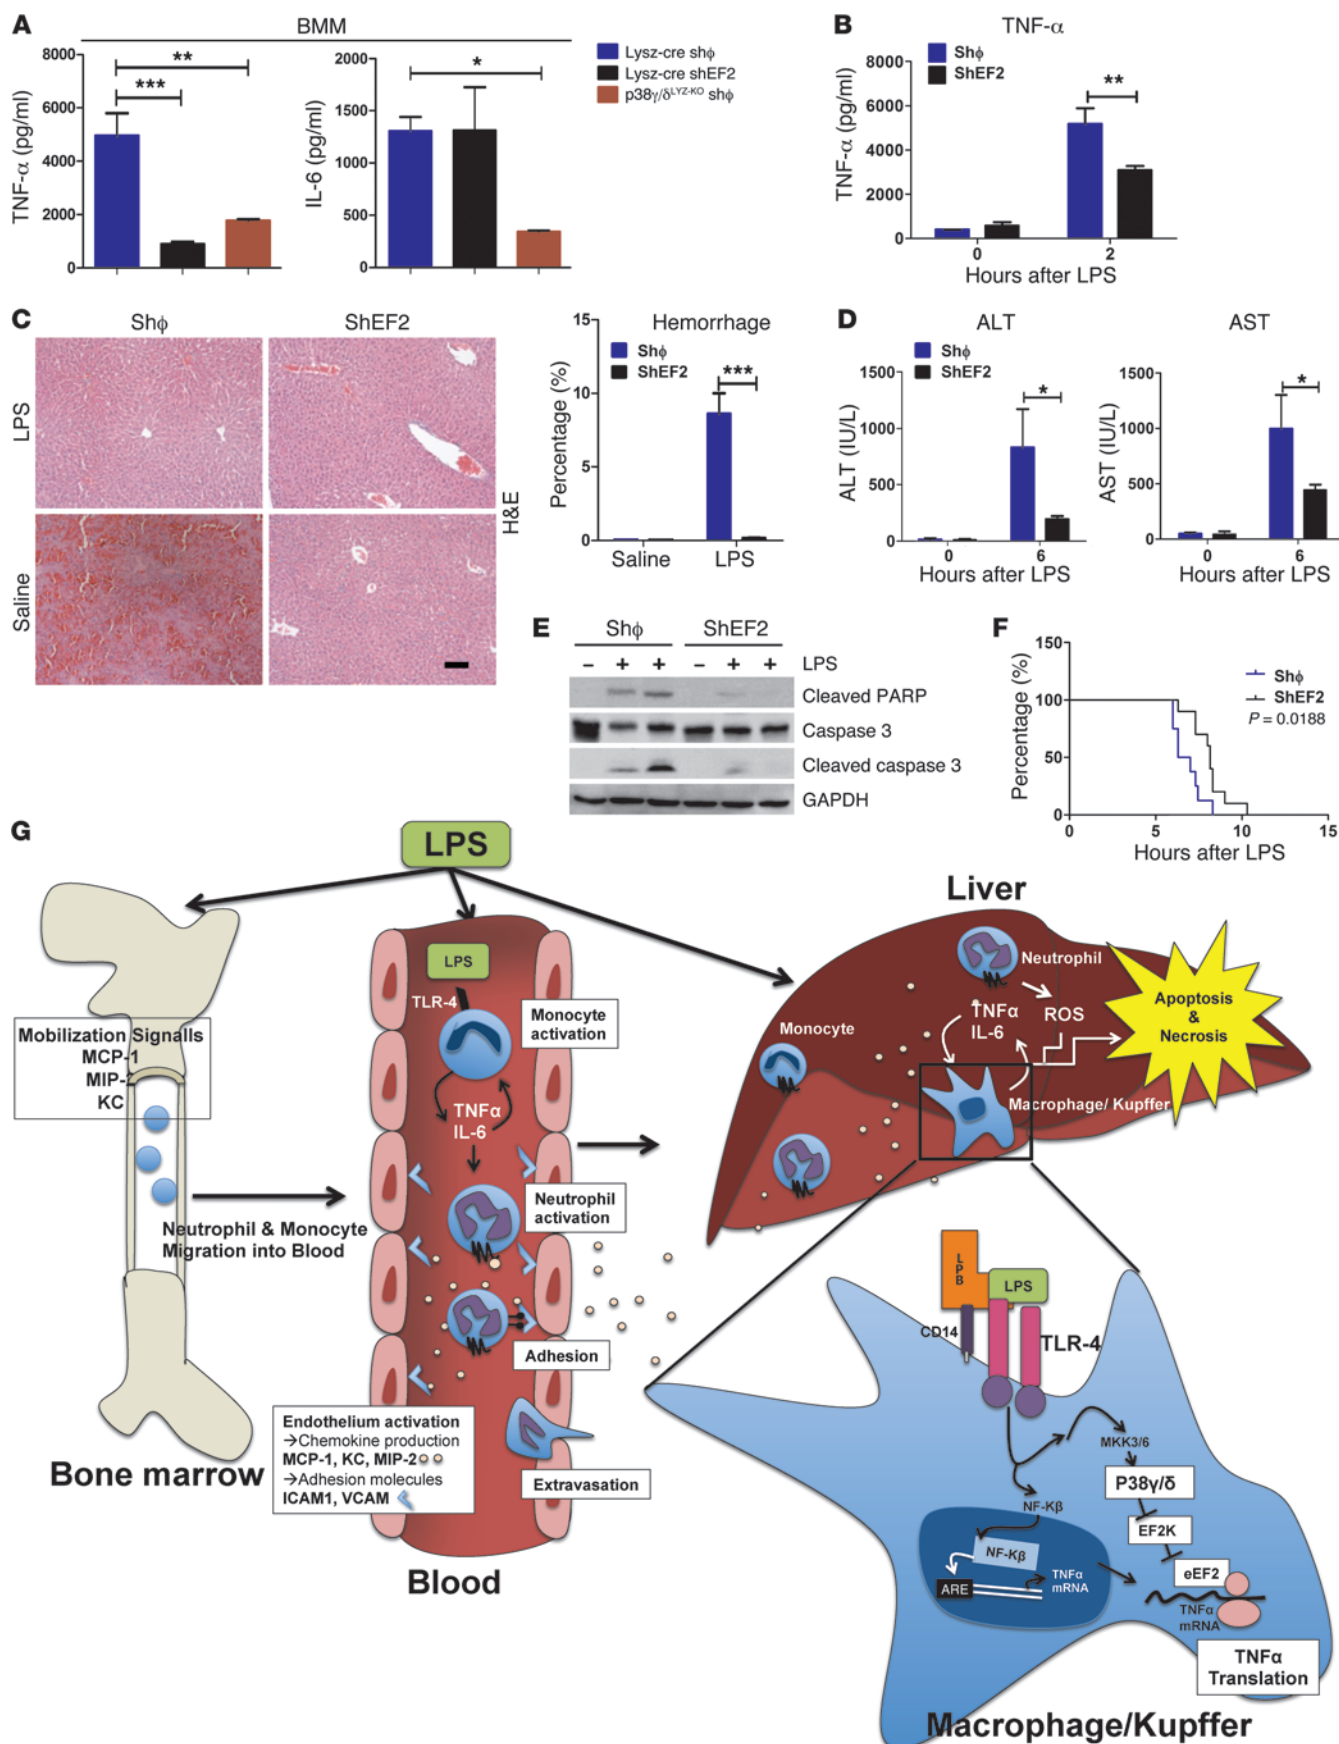 A
BMM
8000
6000
4000
2000
0
TNF-α (pg/ml)
**
***
2000
1500
1000
500
0
IL-6 (pg/ml)
*
Lysz-cre shϕ
Lysz-cre shEF2
p38γ/δLYZ-KO shϕ
B
TNF-α
Shϕ
ShEF2
8000
6000
4000
2000
0
TNF-α (pg/ml)
**
0 2
Hours after LPS
C
Shϕ ShEF2
LPS
Saline
H&E
Hemorrhage
Shϕ
ShEF2
15
10
5
0
Percentage (%)
***
Saline LPS
D
ALT
Shϕ
ShEF2
1500
1000
500
0
ALT (IU/L)
*
0 6
Hours after LPS
AST
1500
1000
500
0
AST (IU/L)
*
0 6
Hours after LPS
E
Shϕ ShEF2
– + + – + + LPS
Cleaved PARP
Caspase 3
Cleaved caspase 3
GAPDH
F
150
100
50
0
Percentage (%)
Shϕ
ShEF2
P = 0.0188
0 5 10 15
Hours after LPS
G
LPS
Mobilization Signalls
MCP-1
MIP-
KC
Neutrophil & Monocyte
Migration into Blood
Bone marrow
LPS
TLR-4
Monocyte
activation
TNFα
IL-6
Neutrophil
activation
Adhesion
Endothelium activation
→Chemokine production
MCP-1, KC, MIP-2
→Adhesion molecules
ICAM1, VCAM
Extravasation
Blood
Liver
Neutrophil
Monocyte
TNFα
IL-6
ROS
Macrophage/ Kupffer
Apoptosis
&
Necrosis
LPB
LPS
CD14
TLR-4
MKK3/6
P38γ/δ
EF2K
eEF2
NF-Kβ
NF-Kβ
ARE
TNFα
mRNA
TNFα
mRNA
TNFα
Translation
Macrophage/Kupffer